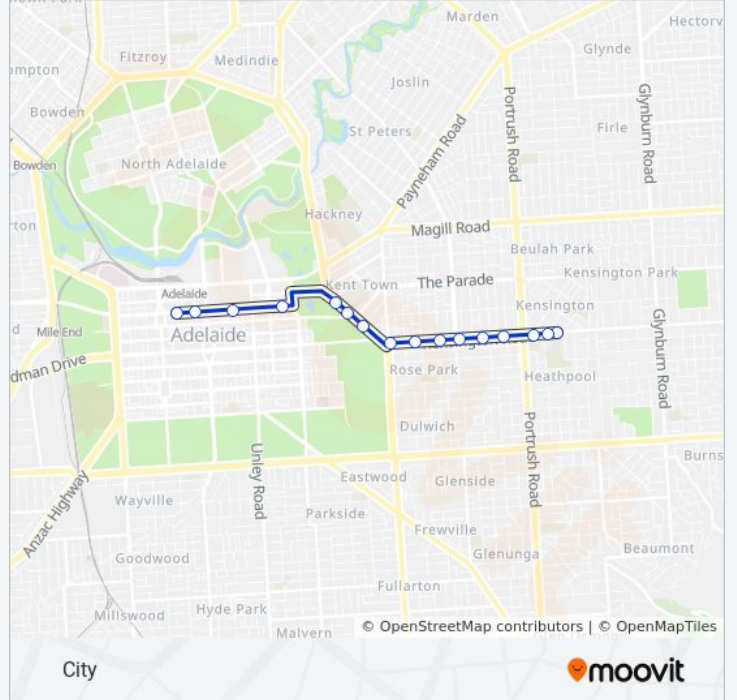 Marden
Hectorv
Fitzroy
Medindie
Glynde
ompton
Joslin
Bowden
Portrush Road
Glynburn Road
St Peters
Payneham Road
Firle
Bowden
North Adelaide
Hackney
rton
Magill Road
Beulah Park
Kent Town
The Parade
Kensington Park
Adelaide
Kensington
d
Mile End
Adelaide
Glynburn Road
dman Drive
Rose Park
Heathpool
Dulwich
Portrush Road
Unley Road
Burns
Eastwood
Glenside
Anzac Highway
Wayville
Parkside
Frewville
Goodwood
Glenunga
Beaumont
Fullarton
Millswood
Hyde Park
Malvern
© OpenStreetMap contributors | © OpenMapTiles
City
moovit